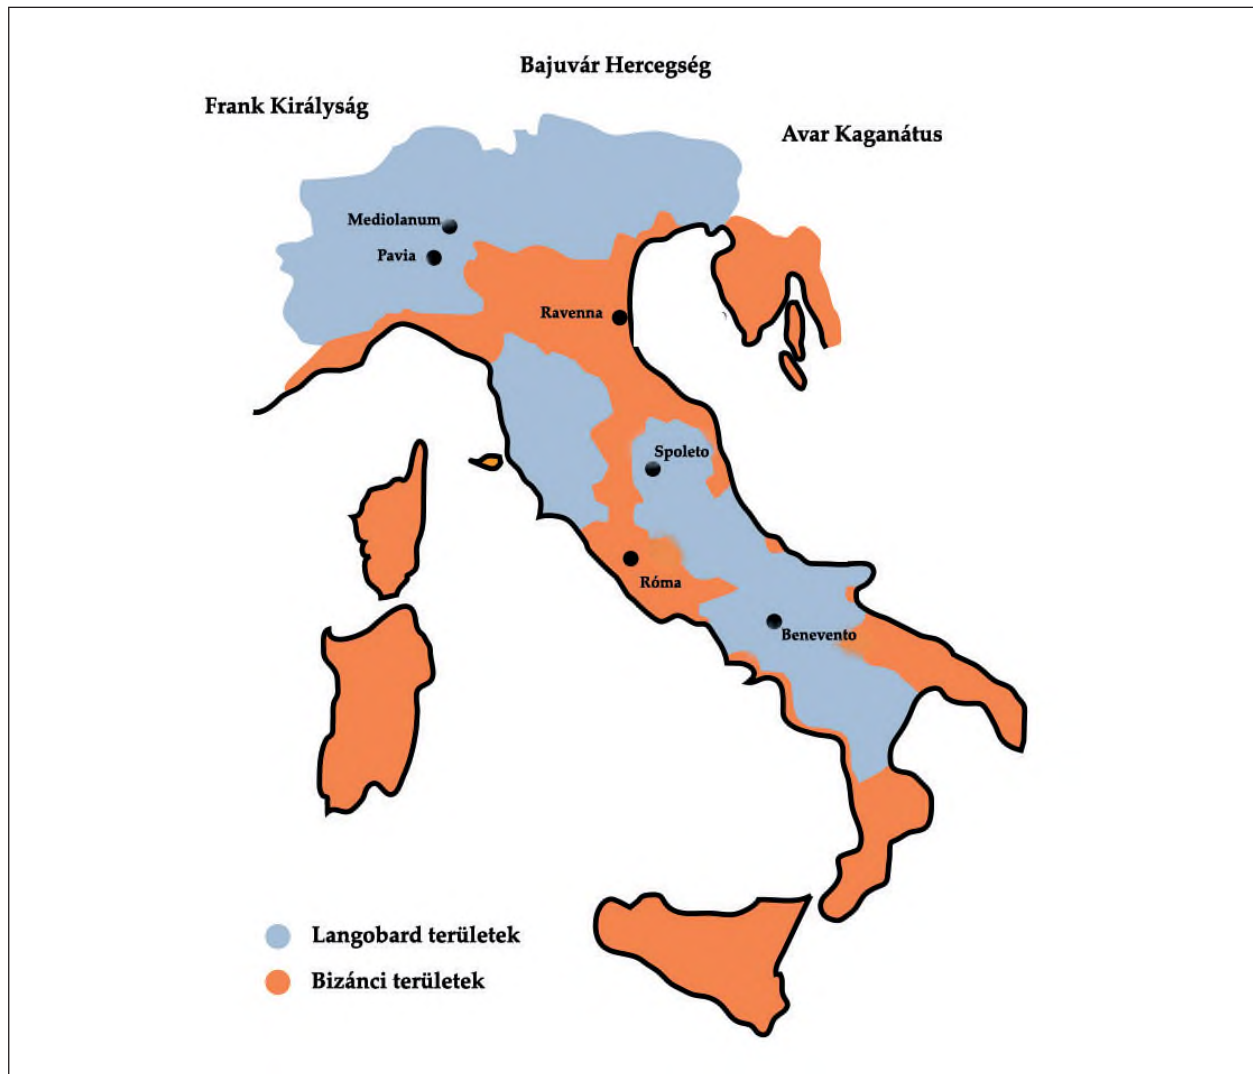 Bajuvár Hercegség
Frank Királyság
Avar Kaganátus
Mediolanum
Pavia
Ravenna
Spoleto
Róma
Benevento
Langobard területek
Bizánci területek